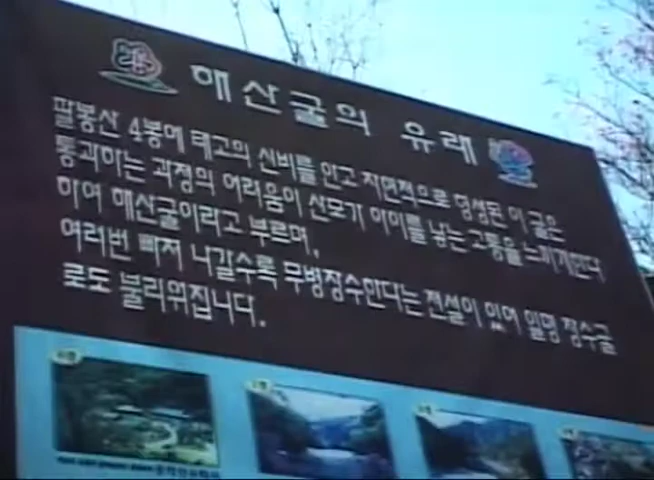 해산굴의 유래
팔봉산 4봉에 태고의 신비를 안고 자연적으로 형성된 이 굴은
통과하는 과정의 어려움이 산모가 아이를 낳는 고통을 느끼게한다
하여 해산굴이라고 부르며,
여러번 빠져 나갈수록 무병장수한다는 전설이 있어 일명 장수굴
로도 불리워집니다.